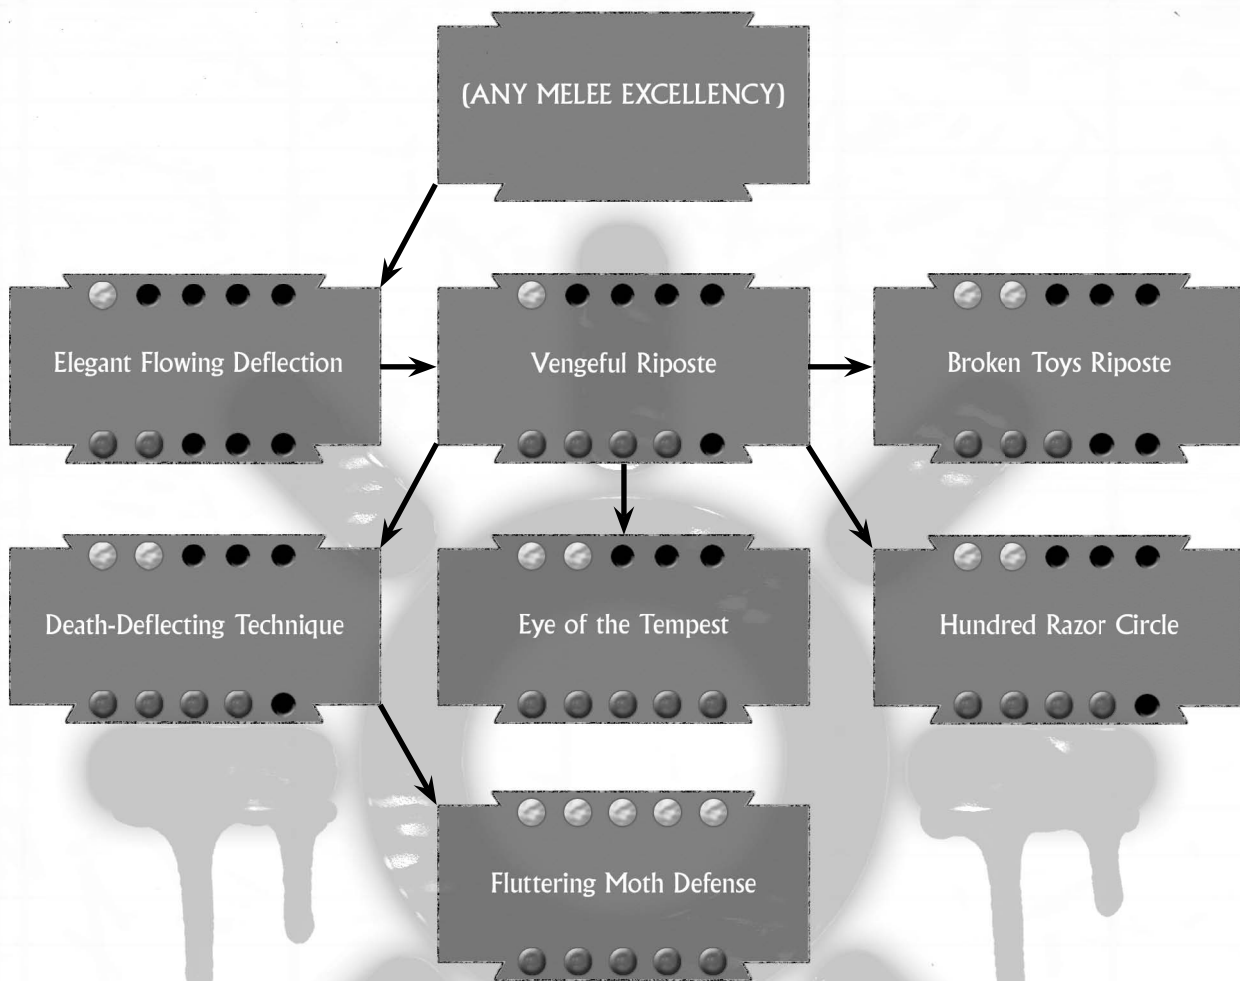 (ANY MELEE EXCELLENCY)
Elegant Flowing Deflection
Vengeful Riposte
Broken Toys Riposte
Death-Deflecting Technique
Eye of the Tempest
Hundred Razor Circle
Fluttering Moth Defense